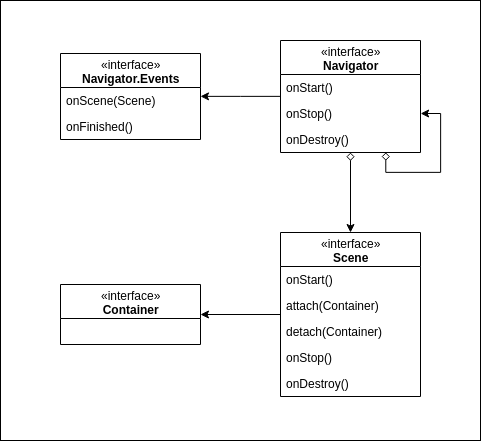 «interface»
Navigator.Events
onScene(Scene)
onFinished()
«interface»
Navigator
onStart()
onStop()
onDestroy()
«interface»
Container
«interface»
Scene
onStart()
attach(Container)
detach(Container)
onStop()
onDestroy()